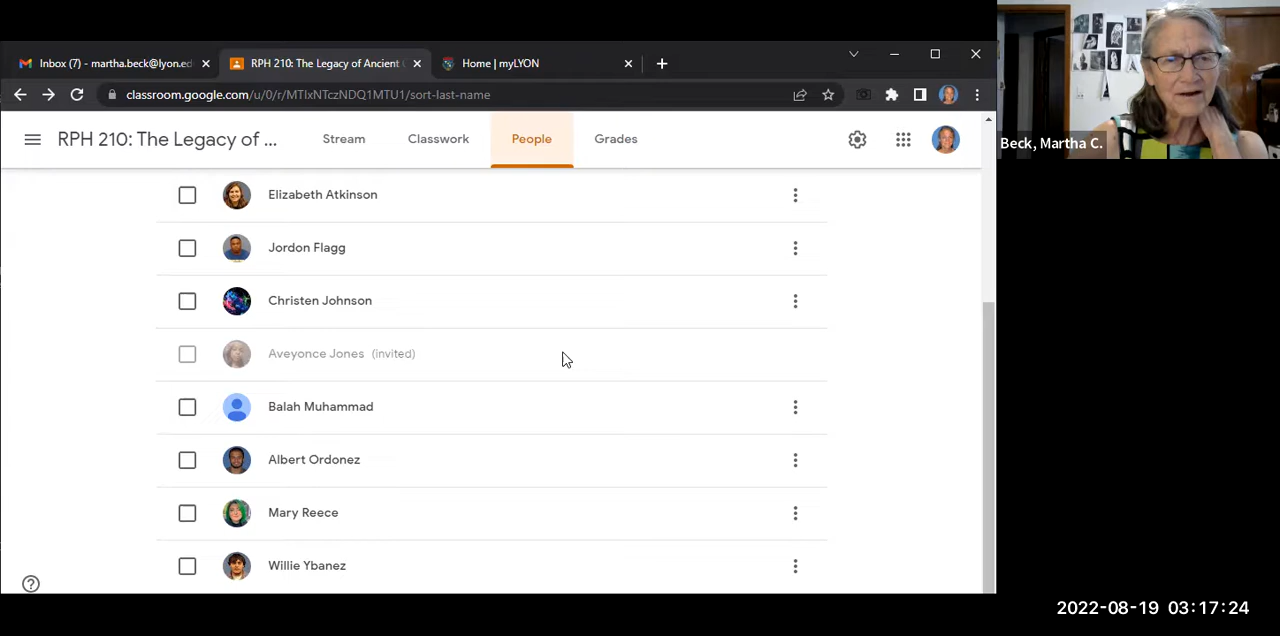 Inbox (7) - martha.beck@lyon.ed
RPH 210: The Legacy of Ancient
Home | myLYON
classroom.google.com/u/0/r/MTIxNTczNDQ1MTU1/sort-last-name
RPH 210: The Legacy of ...
Stream
Classwork
People
Grades
Beck, Martha C.
Elizabeth Atkinson
Jordon Flagg
Christen Johnson
Aveyonce Jones (invited)
Balah Muhammad
Albert Ordonez
Mary Reece
Willie Ybanez
2022-08-19 03:17:24